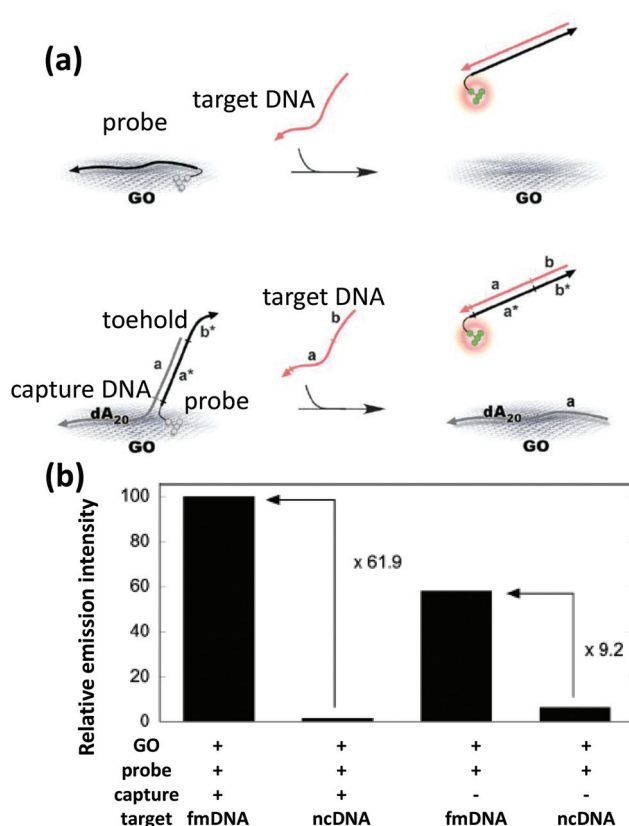 (a)
target DNA
probe
GO
GO
target DNA
b
a
b*
a*
toehold
b*
a
a*
b
a
capture DNA
probe
dA20
GO
dA20
a
GO
(b)
Relative emission intensity
100
80
60
40
20
0
x 61.9
x 9.2
GO + + + +
probe + + + +
capture + + - -
target fmDNA ncDNA fmDNA ncDNA